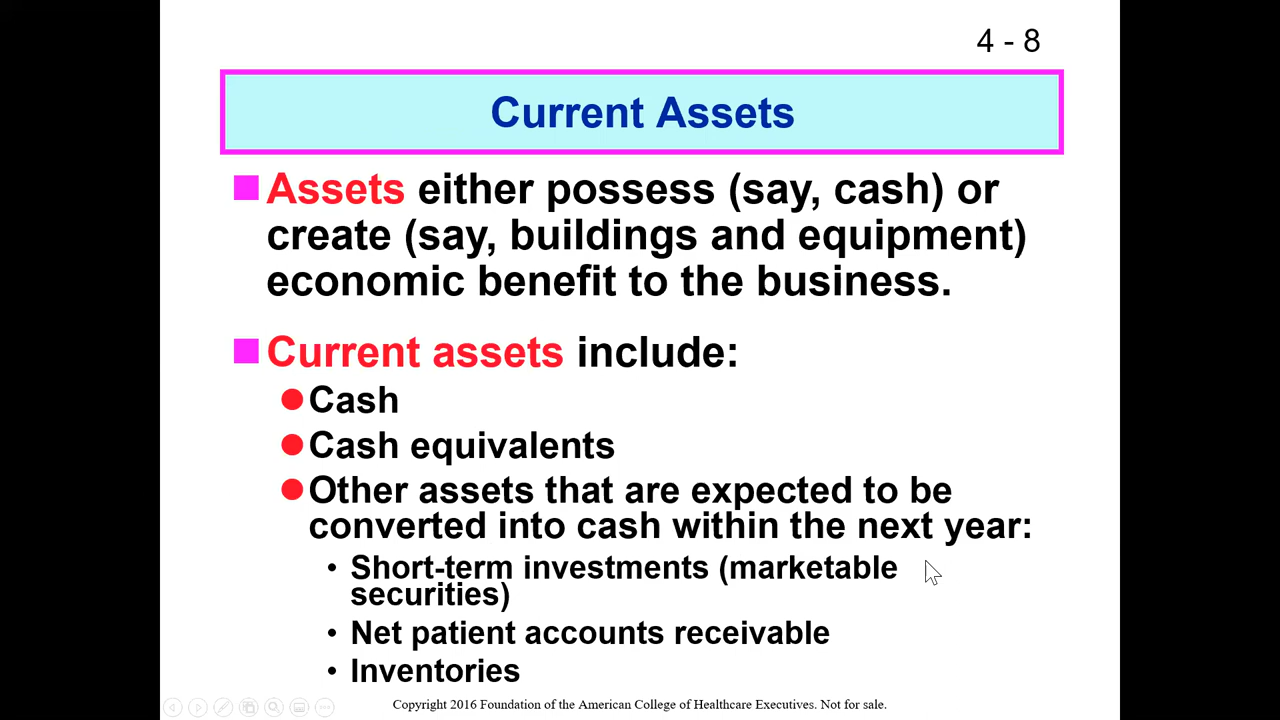 4 - 8
Current Assets
Assets either possess (say, cash) or
create (say, buildings and equipment)
economic benefit to the business.
Current assets include:
Cash
Cash equivalents
Other assets that are expected to be
converted into cash within the next year:
• Short-term investments (marketable
securities)
• Net patient accounts receivable
• Inventories
Copyright 2016 Foundation of the American College of Healthcare Executives. Not for sale.